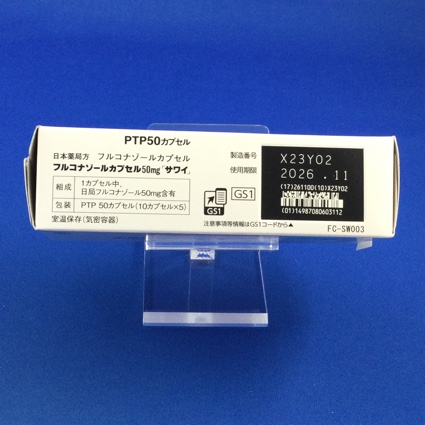 PTP50カプセル
日本薬局方 フルコナゾールカプセル
フルコナゾールカプセル50mg「サワイ」
組成 1カプセル中、
日局フルコナゾール50mg含有
包装 PTP 50カプセル(10カプセル×5)
室温保存(気密容器)
製造番号 X23Y02
使用期限 2026.11
(17)261100(10)X23Y02
(01)14987080603112
GS1
GS1
注意事項等情報はGS1コードから▲
FC-SW003